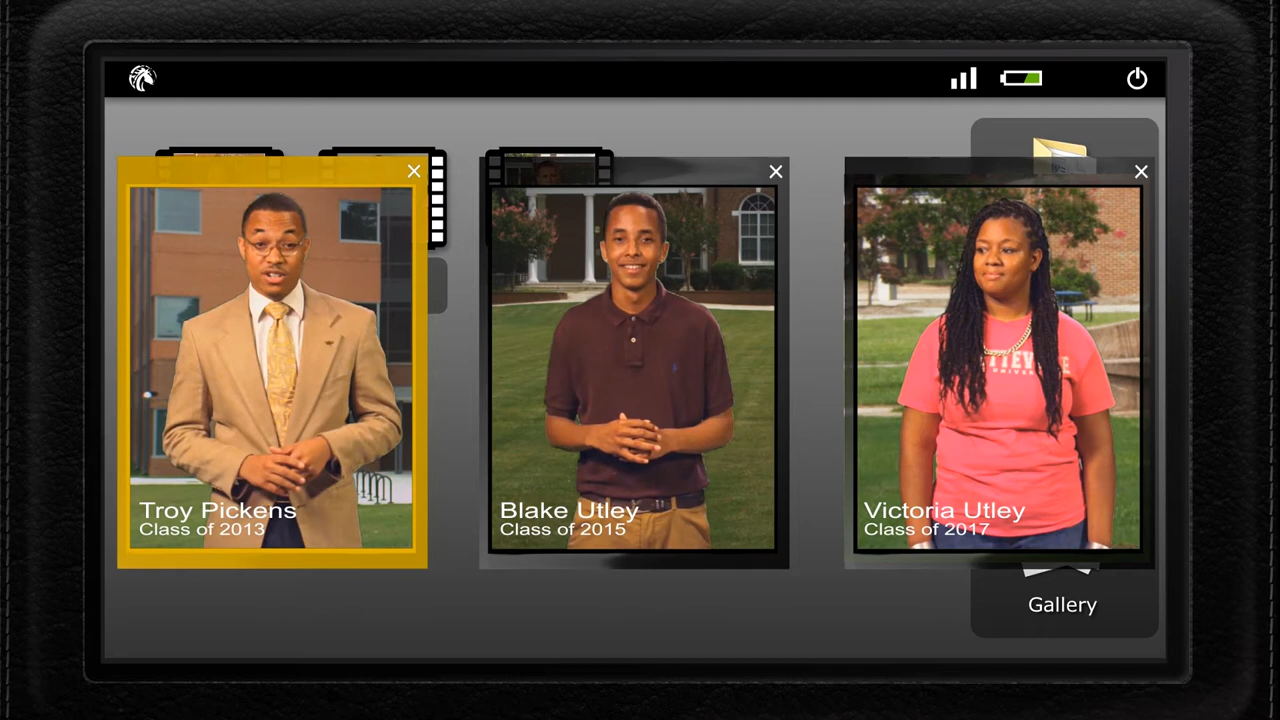 Troy Pickens
Class of 2013
Blake Utley
Class of 2015
Victoria Utley
Class of 2017
Gallery